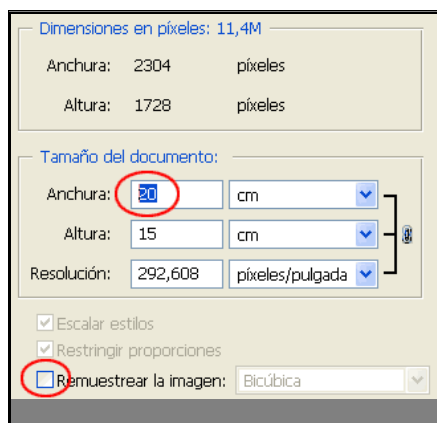 Dimensiones en píxeles: 11,4M
Anchura: 2304 píxeles
Altura: 1728 píxeles
Tamaño del documento:
Anchura: 20 cm
Altura: 15 cm
Resolución: 292,608 píxeles/pulgada
Escalar estilos
Restringir proporciones
Remuestrear la imagen: Bicúbica